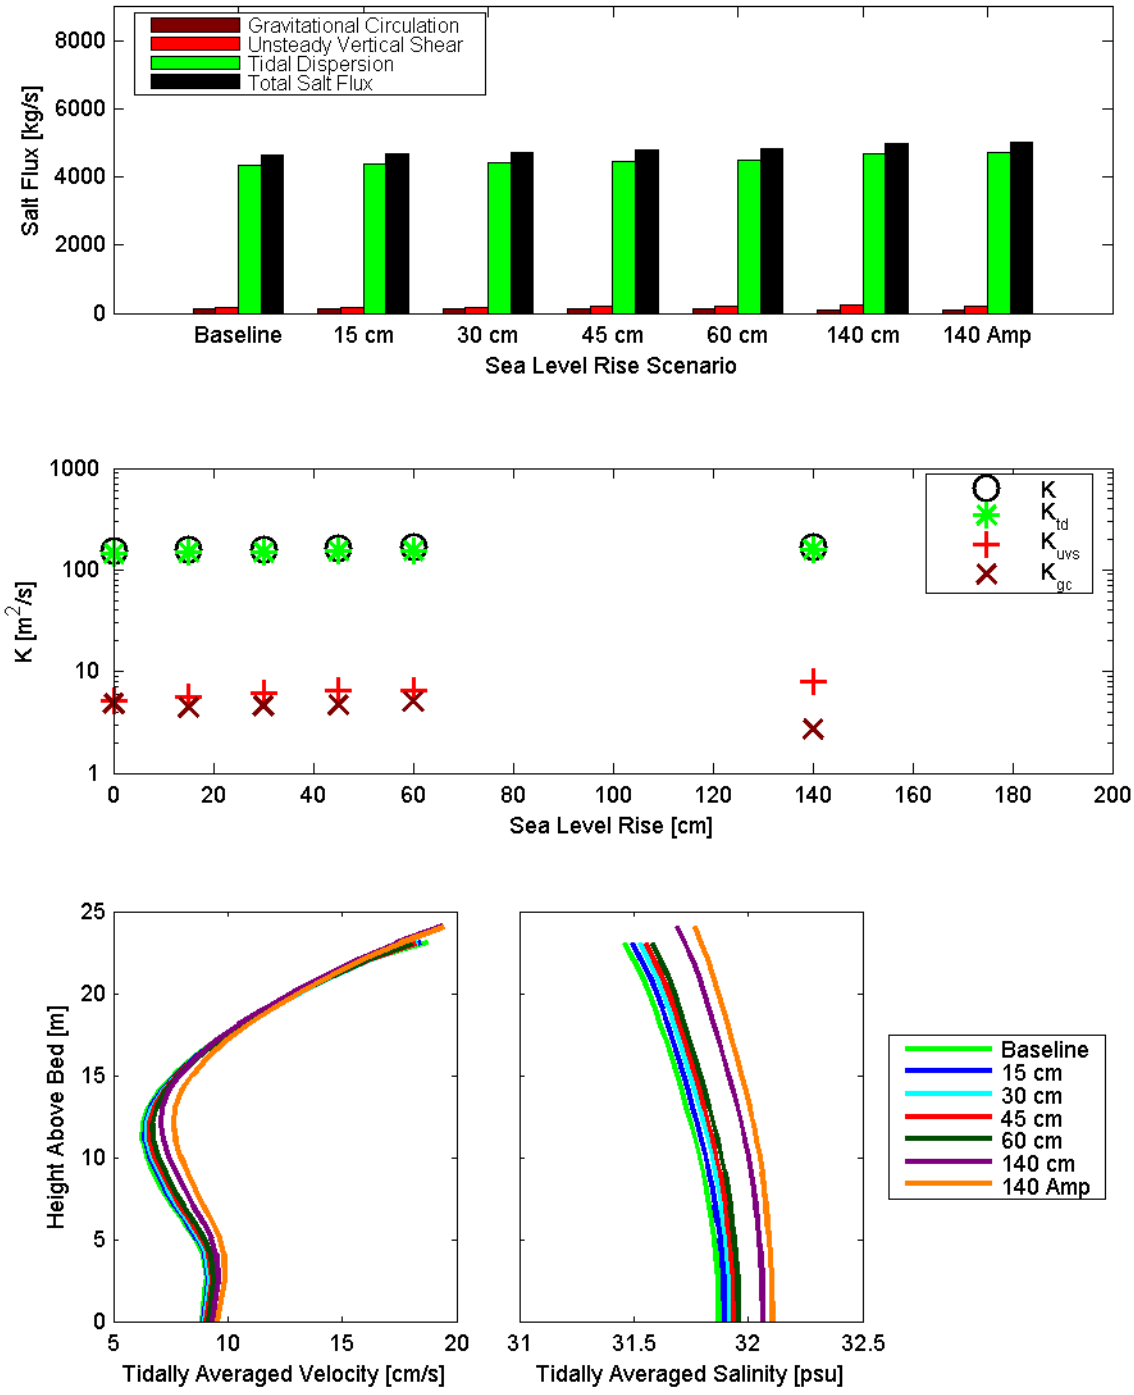 8000
6000
4000
2000
0
Salt Flux [kg/s]
Gravitational Circulation
Unsteady Vertical Shear
Tidal Dispersion
Total Salt Flux
Baseline 15 cm 30 cm 45 cm 60 cm 140 cm 140 Amp
Sea Level Rise Scenario
1000
100
10
1
K [m²/s]
K
K_td
K_uvs
K_gc
0 20 40 60 80 100 120 140 160 180 200
Sea Level Rise [cm]
25
20
15
10
5
0
Height Above Bed [m]
5 10 15 20
Tidally Averaged Velocity [cm/s]
31 31.5 32 32.5
Tidally Averaged Salinity [psu]
Baseline
15 cm
30 cm
45 cm
60 cm
140 cm
140 Amp